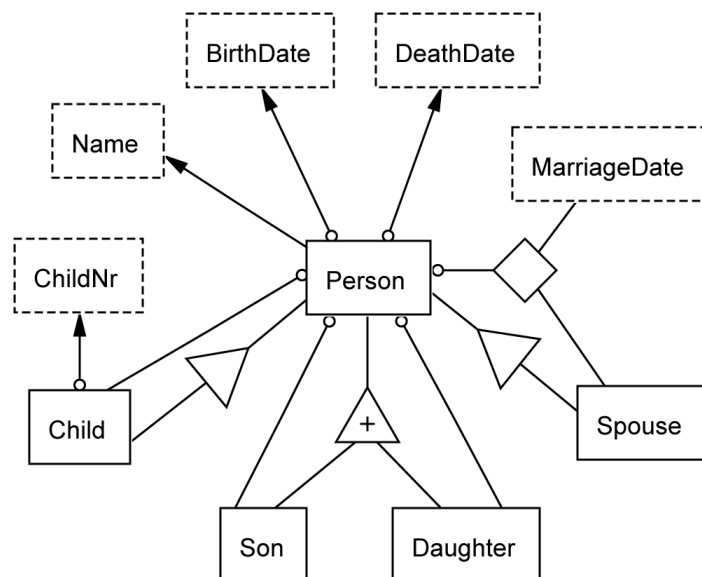 BirthDate
DeathDate
Name
MarriageDate
ChildNr
Person
Child
+
Spouse
Son
Daughter